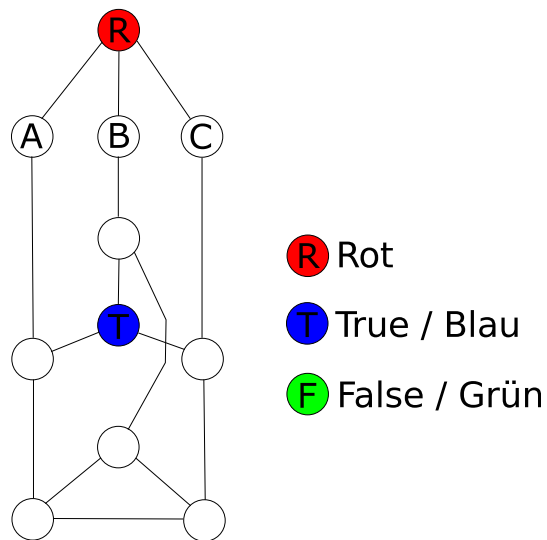 R
A B C
T
R Rot
T True / Blau
F False / Grün